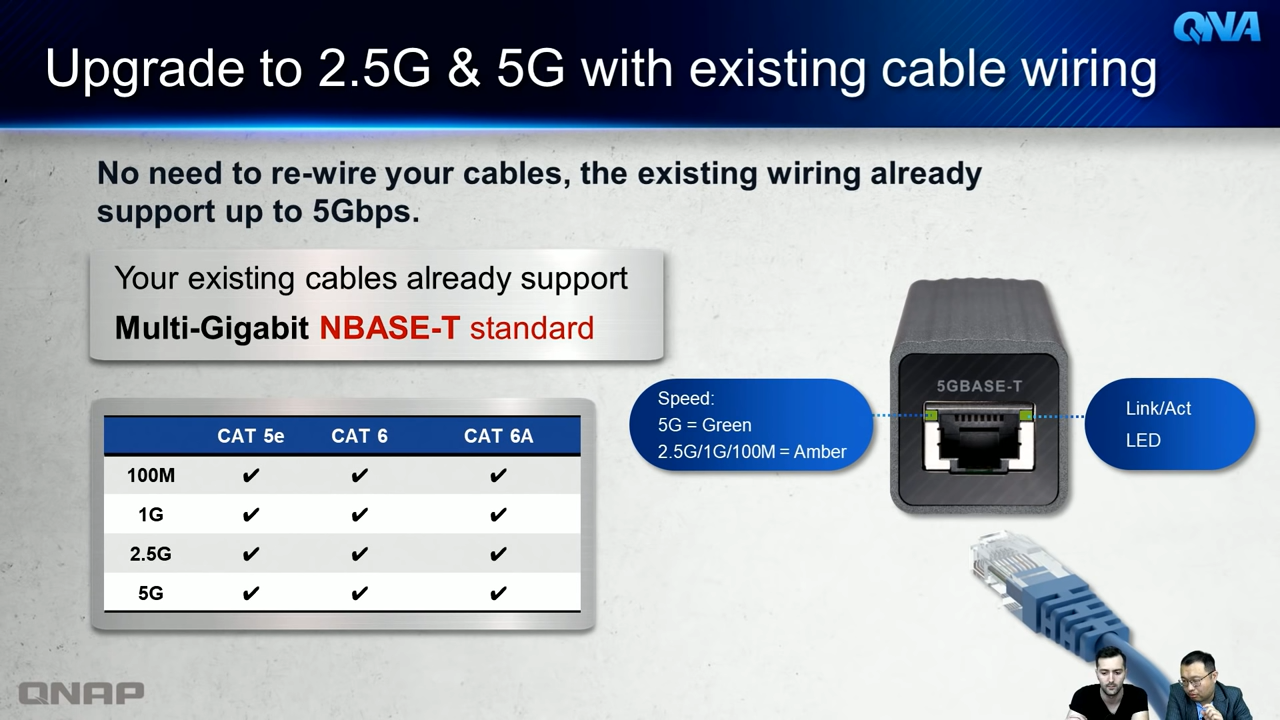 QNA
Upgrade to 2.5G & 5G with existing cable wiring
No need to re-wire your cables, the existing wiring already
support up to 5Gbps.
Your existing cables already support
Multi-Gigabit NBASE-T standard
CAT 5e CAT 6 CAT 6A
100M ✔ ✔ ✔
1G ✔ ✔ ✔
2.5G ✔ ✔ ✔
5G ✔ ✔ ✔
Speed:
5G = Green
2.5G/1G/100M = Amber
5GBASE-T
Link/Act
LED
QNAP